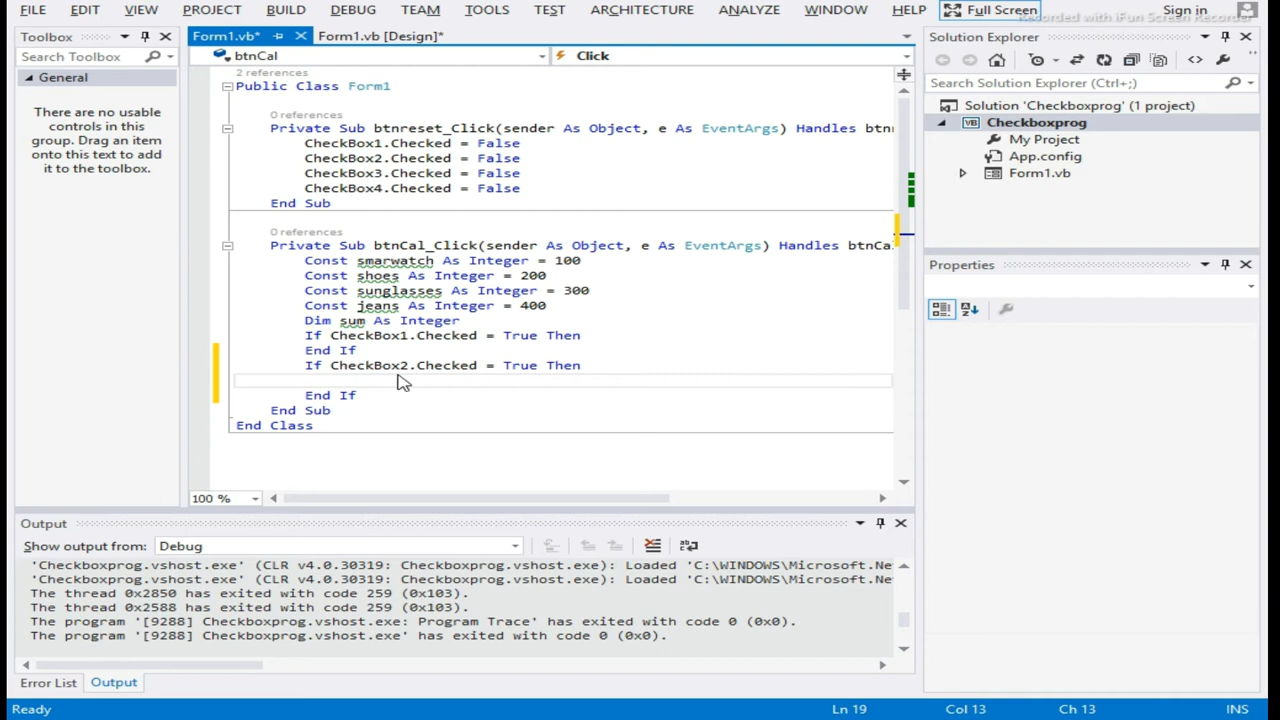 FILE EDIT VIEW PROJECT BUILD DEBUG TEAM TOOLS TEST ARCHITECTURE ANALYZE WINDOW HELP Full Screen Sign in
Recorded with iFun Screen Recorder
Toolbox
Search Toolbox
General
There are no usable
controls in this
group. Drag an item
onto this text to add
it to the toolbox.
Form1.vb* Form1.vb [Design]*
btnCal Click
2 references
Public Class Form1
0 references
Private Sub btnreset_Click(sender As Object, e As EventArgs) Handles btnr
CheckBox1.Checked = False
CheckBox2.Checked = False
CheckBox3.Checked = False
CheckBox4.Checked = False
End Sub
0 references
Private Sub btnCal_Click(sender As Object, e As EventArgs) Handles btnCa
Const smarwatch As Integer = 100
Const shoes As Integer = 200
Const sunglasses As Integer = 300
Const jeans As Integer = 400
Dim sum As Integer
If CheckBox1.Checked = True Then
End If
If CheckBox2.Checked = True Then
End If
End Sub
End Class
100 %
Solution Explorer
Search Solution Explorer (Ctrl+;)
Solution 'Checkboxprog' (1 project)
VB Checkboxprog
My Project
App.config
Form1.vb
Properties
Output
Show output from: Debug
'Checkboxprog.vshost.exe' (CLR v4.0.30319: Checkboxprog.vshost.exe): Loaded 'C:\WINDOWS\Microsoft.Ne
'Checkboxprog.vshost.exe' (CLR v4.0.30319: Checkboxprog.vshost.exe): Loaded 'C:\WINDOWS\Microsoft.Ne
The thread 0x2850 has exited with code 259 (0x103).
The thread 0x2588 has exited with code 259 (0x103).
The program '[9288] Checkboxprog.vshost.exe: Program Trace' has exited with code 0 (0x0).
The program '[9288] Checkboxprog.vshost.exe' has exited with code 0 (0x0).
Error List Output
Ready Ln 19 Col 13 Ch 13 INS